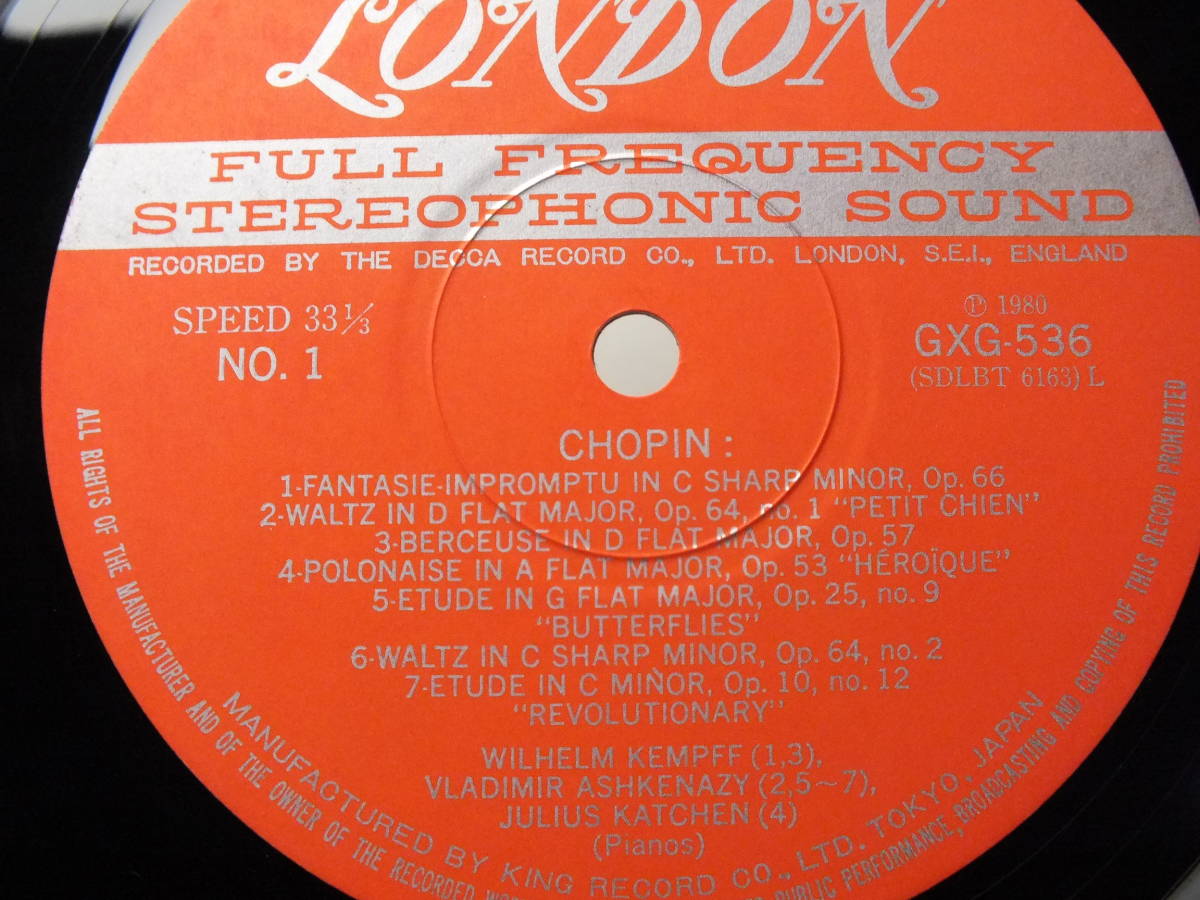 LONDON
FULL FREQUENCY
STEREOPHONIC SOUND
RECORDED BY THE DECCA RECORD CO., LTD. LONDON, S.E.I., ENGLAND
SPEED 33⅓
NO. 1
Ⓟ 1980
GXG-536
(SDLBT 6163) L
CHOPIN :
1-FANTASIE-IMPROMPTU IN C SHARP MINOR, Op. 66
2-WALTZ IN D FLAT MAJOR, Op. 64, no. 1 "PETIT CHIEN"
3-BERCEUSE IN D FLAT MAJOR, Op. 57
4-POLONAISE IN A FLAT MAJOR, Op. 53 "HÉROÏQUE"
5-ETUDE IN G FLAT MAJOR, Op. 25, no. 9
"BUTTERFLIES"
6-WALTZ IN C SHARP MINOR, Op. 64, no. 2
7-ETUDE IN C MINOR, Op. 10, no. 12
"REVOLUTIONARY"
WILHELM KEMPFF (1,3),
VLADIMIR ASHKENAZY (2,5~7),
JULIUS KATCHEN (4)
(Pianos)
MANUFACTURED BY KING RECORD CO., LTD. TOKYO, JAPAN
ALL RIGHTS OF THE MANUFACTURER AND OF THE OWNER OF THE RECORDED PUBLIC PERFORMANCE, BROADCASTING AND COPYING OF THIS RECORD PROHIBITED